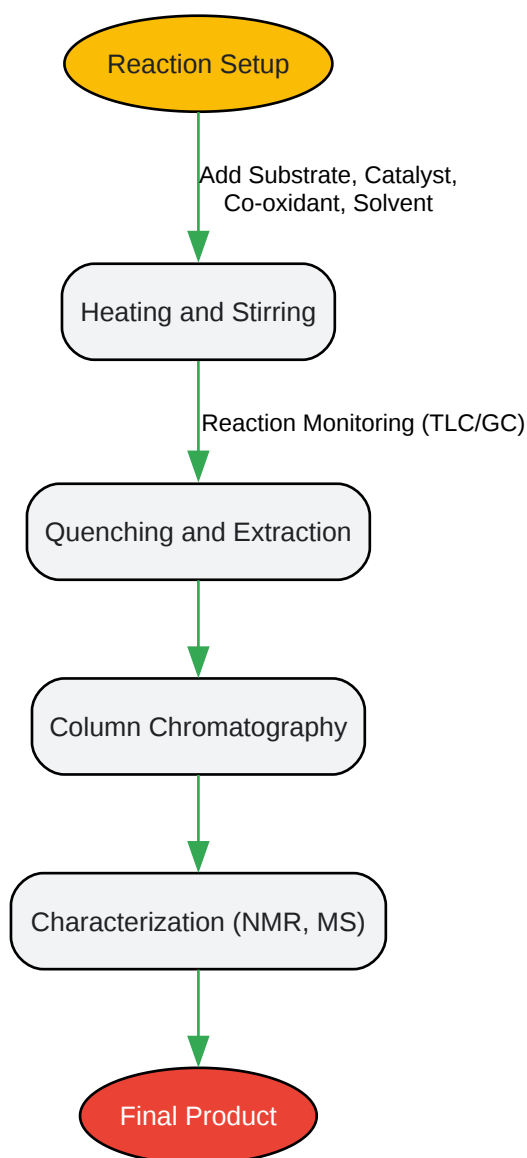 Reaction Setup
Add Substrate, Catalyst,
Co-oxidant, Solvent
Heating and Stirring
Reaction Monitoring (TLC/GC)
Quenching and Extraction
Column Chromatography
Characterization (NMR, MS)
Final Product